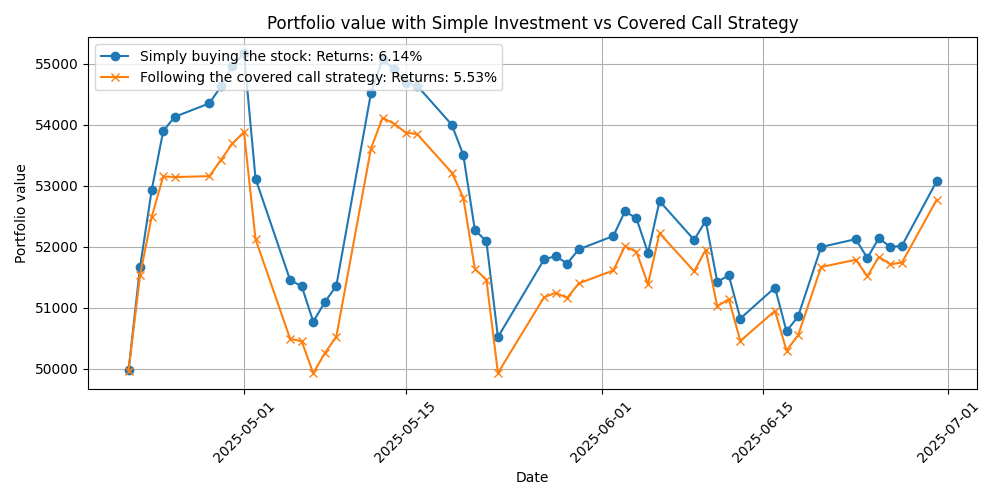 Portfolio value with Simple Investment vs Covered Call Strategy
Simply buying the stock: Returns: 6.14%
Following the covered call strategy: Returns: 5.53%
Portfolio value
55000
54000
53000
52000
51000
50000
2025-05-01
2025-05-15
2025-06-01
2025-06-15
2025-07-01
Date